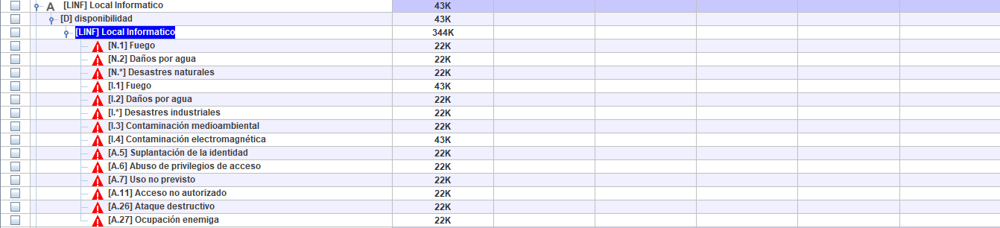 [LINF] Local Informatico 43K
[D] disponibilidad 43K
[LINF] Local Informatico 344K
[N.1] Fuego 22K
[N.2] Daños por agua 22K
[N.*] Desastres naturales 22K
[I.1] Fuego 43K
[I.2] Daños por agua 22K
[I.*] Desastres industriales 22K
[I.3] Contaminación medioambiental 22K
[I.4] Contaminación electromagnética 43K
[A.5] Suplantación de la identidad 22K
[A.6] Abuso de privilegios de acceso 22K
[A.7] Uso no previsto 22K
[A.11] Acceso no autorizado 22K
[A.26] Ataque destructivo 22K
[A.27] Ocupación enemiga 22K